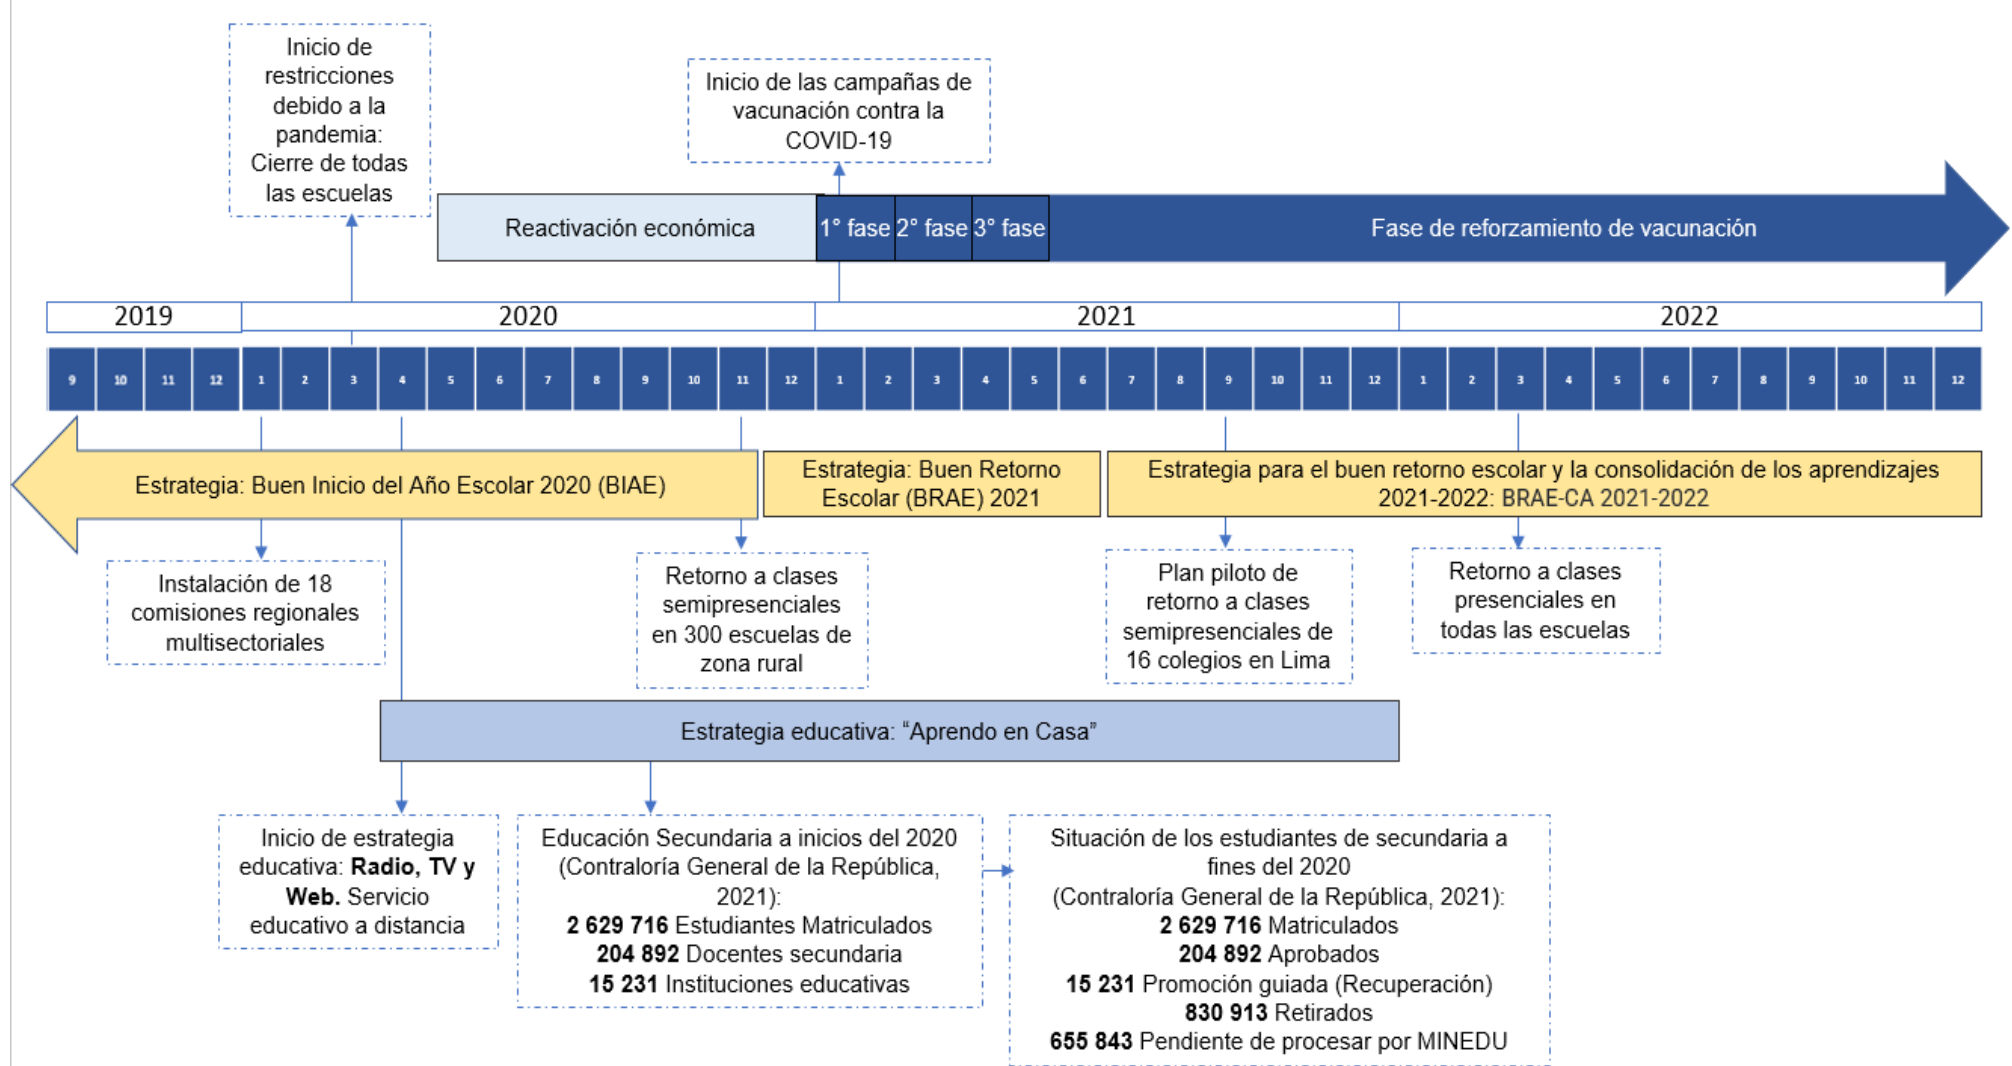 Inicio de
restricciones
debido a la
pandemia:
Cierre de todas
las escuelas
Inicio de las campañas de
vacunación contra la
COVID-19
Reactivación económica
1° fase
2° fase
3° fase
Fase de reforzamiento de vacunación
2019
2020
2021
2022
9 10 11 12 1 2 3 4 5 6 7 8 9 10 11 12 1 2 3 4 5 6 7 8 9 10 11 12 1 2 3 4 5 6 7 8 9 10 11 12
Estrategia: Buen Inicio del Año Escolar 2020 (BIAE)
Estrategia: Buen Retorno
Escolar (BRAE) 2021
Estrategia para el buen retorno escolar y la consolidación de los aprendizajes
2021-2022: BRAE-CA 2021-2022
Instalación de 18
comisiones regionales
multisectoriales
Retorno a clases
semipresenciales
en 300 escuelas de
zona rural
Plan piloto de
retorno a clases
semipresenciales de
16 colegios en Lima
Retorno a clases
presenciales en
todas las escuelas
Estrategia educativa: “Aprendo en Casa”
Inicio de estrategia
educativa: Radio, TV y
Web. Servicio
educativo a distancia
Educación Secundaria a inicios del 2020
(Contraloría General de la República,
2021):
2 629 716 Estudiantes Matriculados
204 892 Docentes secundaria
15 231 Instituciones educativas
Situación de los estudiantes de secundaria a
fines del 2020
(Contraloría General de la República, 2021):
2 629 716 Matriculados
204 892 Aprobados
15 231 Promoción guiada (Recuperación)
830 913 Retirados
655 843 Pendiente de procesar por MINEDU